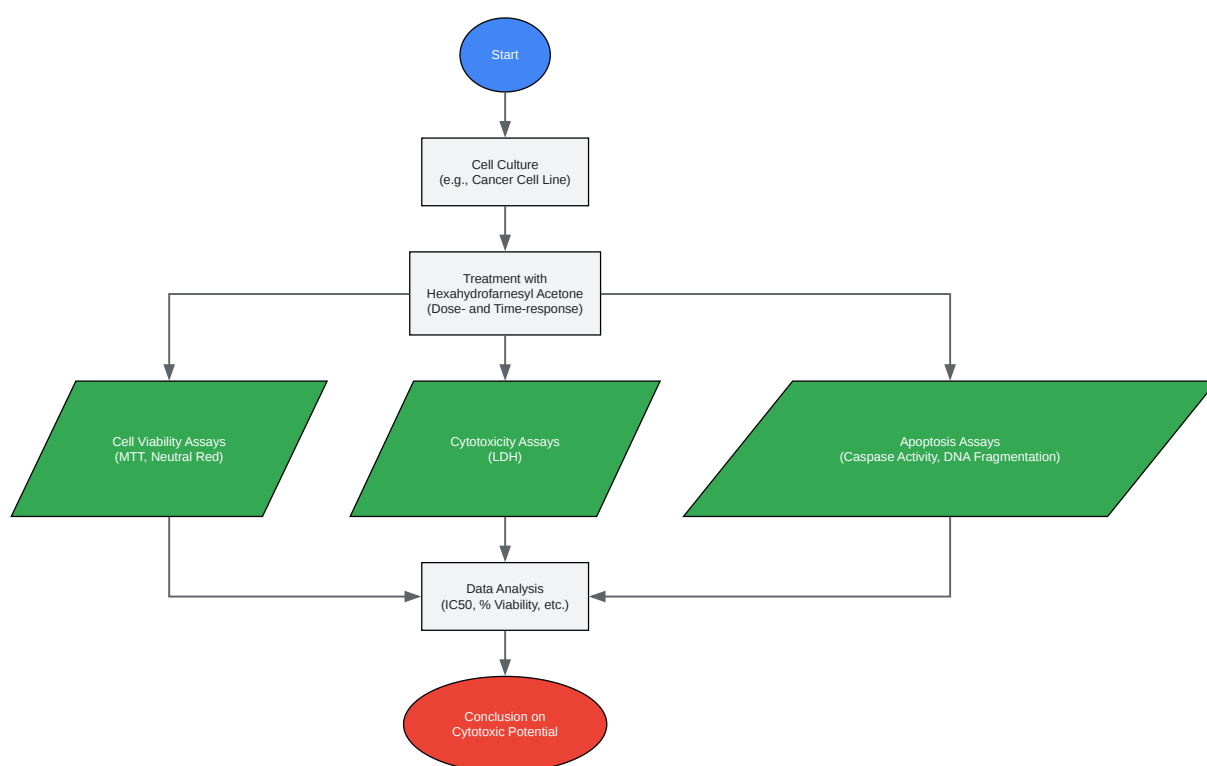 Start
Cell Culture
(e.g., Cancer Cell Line)
Treatment with
Hexahydrofarnesyl Acetone
(Dose- and Time-response)
Cell Viability Assays
(MTT, Neutral Red)
Cytotoxicity Assays
(LDH)
Apoptosis Assays
(Caspase Activity, DNA Fragmentation)
Data Analysis
(IC50, % Viability, etc.)
Conclusion on
Cytotoxic Potential